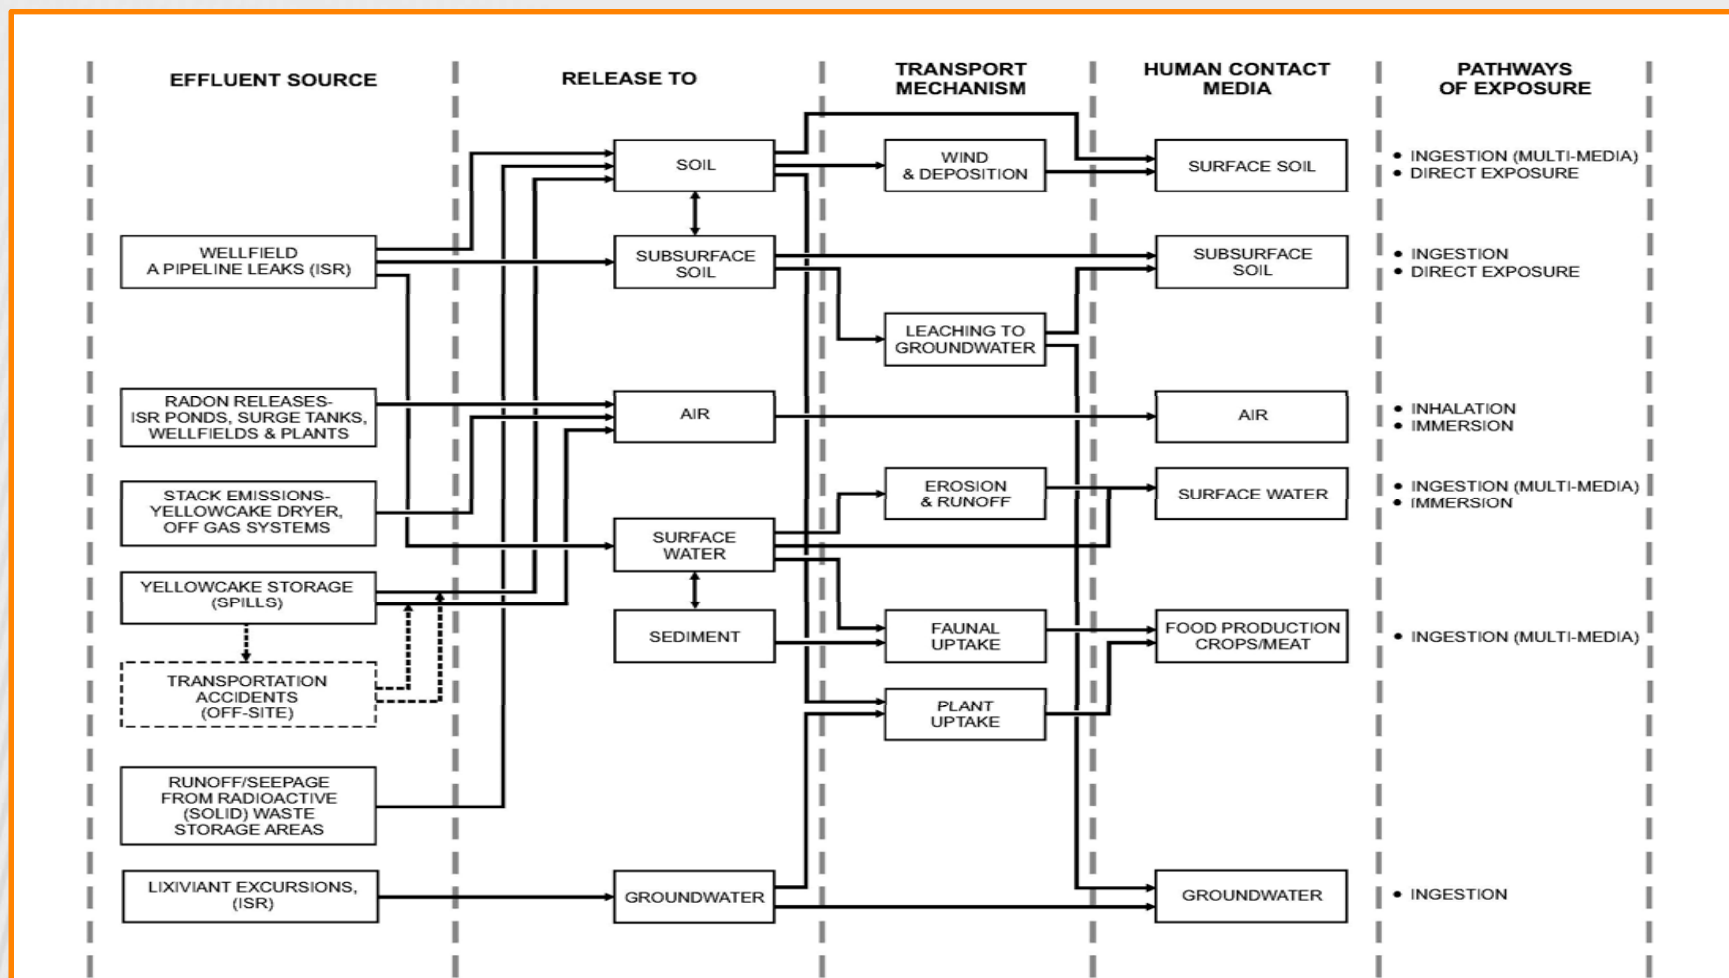 EFFLUENT SOURCE
RELEASE TO
TRANSPORT
MECHANISM
HUMAN CONTACT
MEDIA
PATHWAYS
OF EXPOSURE
WELLFIELD
A PIPELINE LEAKS (ISR)
RADON RELEASES-
ISR PONDS, SURGE TANKS,
WELLFIELDS & PLANTS
STACK EMISSIONS-
YELLOWCAKE DRYER,
OFF GAS SYSTEMS
YELLOWCAKE STORAGE
(SPILLS)
TRANSPORTATION
ACCIDENTS
(OFF-SITE)
RUNOFF/SEEPAGE
FROM RADIOACTIVE
(SOLID) WASTE
STORAGE AREAS
LIXIVIANT EXCURSIONS,
(ISR)
SOIL
SUBSURFACE
SOIL
AIR
SURFACE
WATER
SEDIMENT
GROUNDWATER
WIND
& DEPOSITION
LEACHING TO
GROUNDWATER
EROSION
& RUNOFF
FAUNAL
UPTAKE
PLANT
UPTAKE
SURFACE SOIL
SUBSURFACE
SOIL
AIR
SURFACE WATER
FOOD PRODUCTION
CROPS/MEAT
GROUNDWATER
• INGESTION (MULTI-MEDIA)
• DIRECT EXPOSURE
• INGESTION
• DIRECT EXPOSURE
• INHALATION
• IMMERSION
• INGESTION (MULTI-MEDIA)
• IMMERSION
• INGESTION (MULTI-MEDIA)
• INGESTION